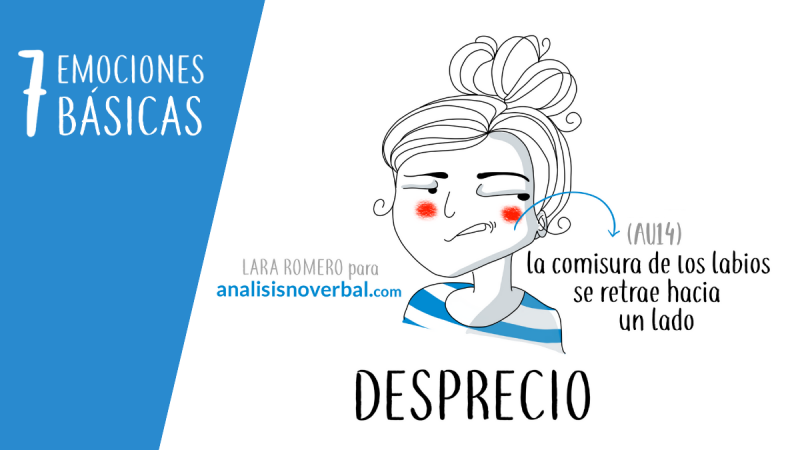 7 EMOCIONES
BÁSICAS
(AU14)
la comisura de los labios
se retrae hacia
un lado
LARA ROMERO para
analisisnoverbal.com
DESPRECIO